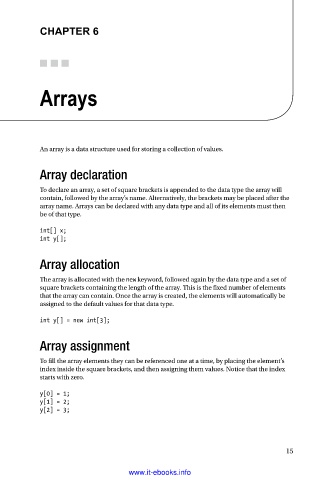 CHAPTER 6
Arrays
An array is a data structure used for storing a collection of values.
Array declaration
To declare an array, a set of square brackets is appended to the data type the array will
contain, followed by the array's name. Alternatively, the brackets may be placed after the
array name. Arrays can be declared with any data type and all of its elements must then
be of that type.
int[] x;
int y[];
Array allocation
The array is allocated with the new keyword, followed again by the data type and a set of
square brackets containing the length of the array. This is the fixed number of elements
that the array can contain. Once the array is created, the elements will automatically be
assigned to the default values for that data type.
int y[] = new int[3];
Array assignment
To fill the array elements they can be referenced one at a time, by placing the element's
index inside the square brackets, and then assigning them values. Notice that the index
starts with zero.
y[0] = 1;
y[1] = 2;
y[2] = 3;
15
www.it-ebooks.info